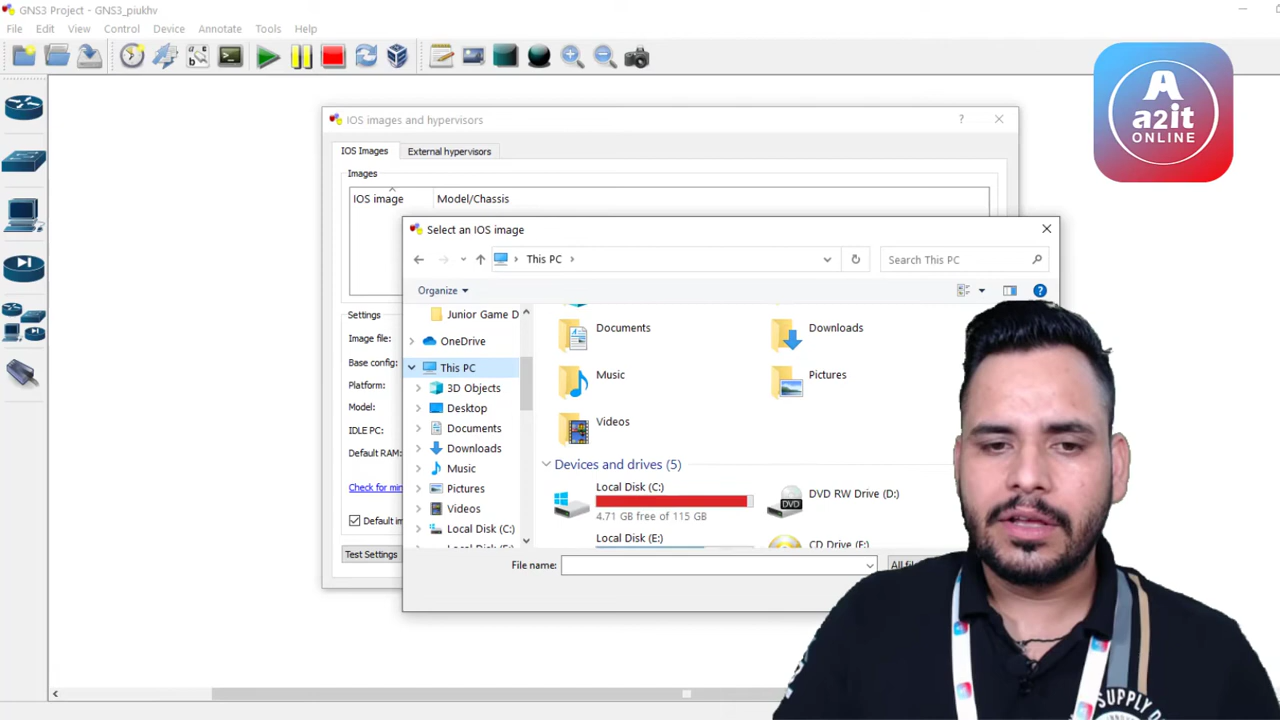 GNS3 Project - GNS3_piukhv
File Edit View Control Device Annotate Tools Help
A
a2it
ONLINE
IOS images and hypervisors
?
IOS Images External hypervisors
Images
IOS image Model/Chassis
Settings
Image file:
Base config:
Platform:
Model:
IDLE PC:
Default RAM:
Check for min
Default im
Test Settings
Select an IOS image
This PC
Search This PC
Organize
Junior Game D
OneDrive
This PC
3D Objects
Desktop
Documents
Downloads
Music
Pictures
Videos
Local Disk (C:)
Documents Downloads
Music Pictures
Videos
Devices and drives (5)
Local Disk (C:)
4.71 GB free of 115 GB
DVD RW Drive (D:)
DVD
Local Disk (E:)
CD Drive (F:)
File name:
All fi
SUPPLY